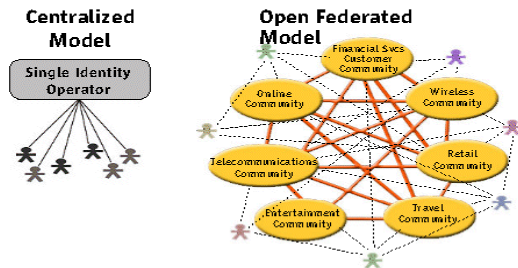 Centralized
Model
Single Identity
Operator
Open Federated
Model
Financial Svcs
Customer
Community
Online
Community
Wireless
Community
Telecommunications
Community
Retail
Community
Entertainment
Community
Travel
Community